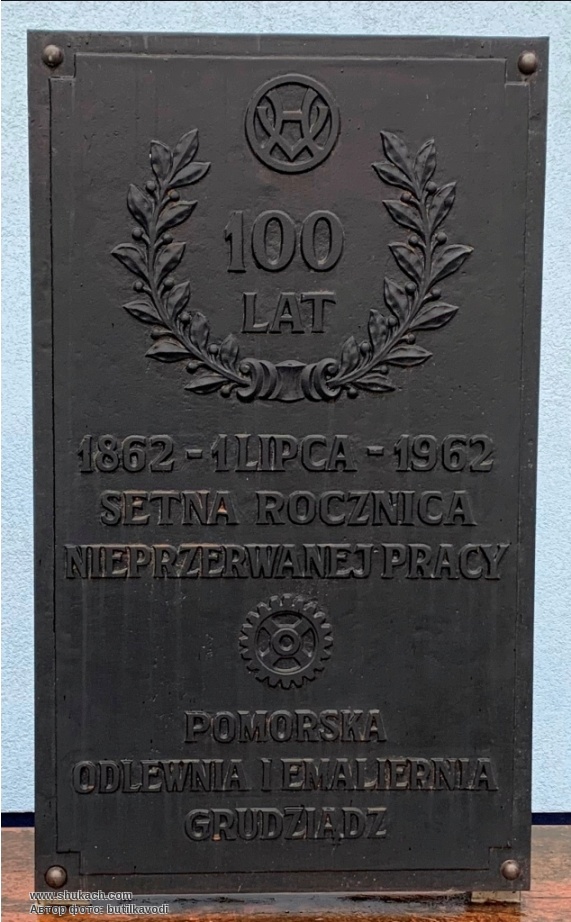 100
LAT
1862 - 1 LIPCA - 1962
SETNA ROCZNICA
NIEPRZERWANEJ PRACY
POMORSKA
ODLEWNIA I EMALIERNIA
GRUDZIĄDZ
www.shukach.com
Автор фото: butilkavodi